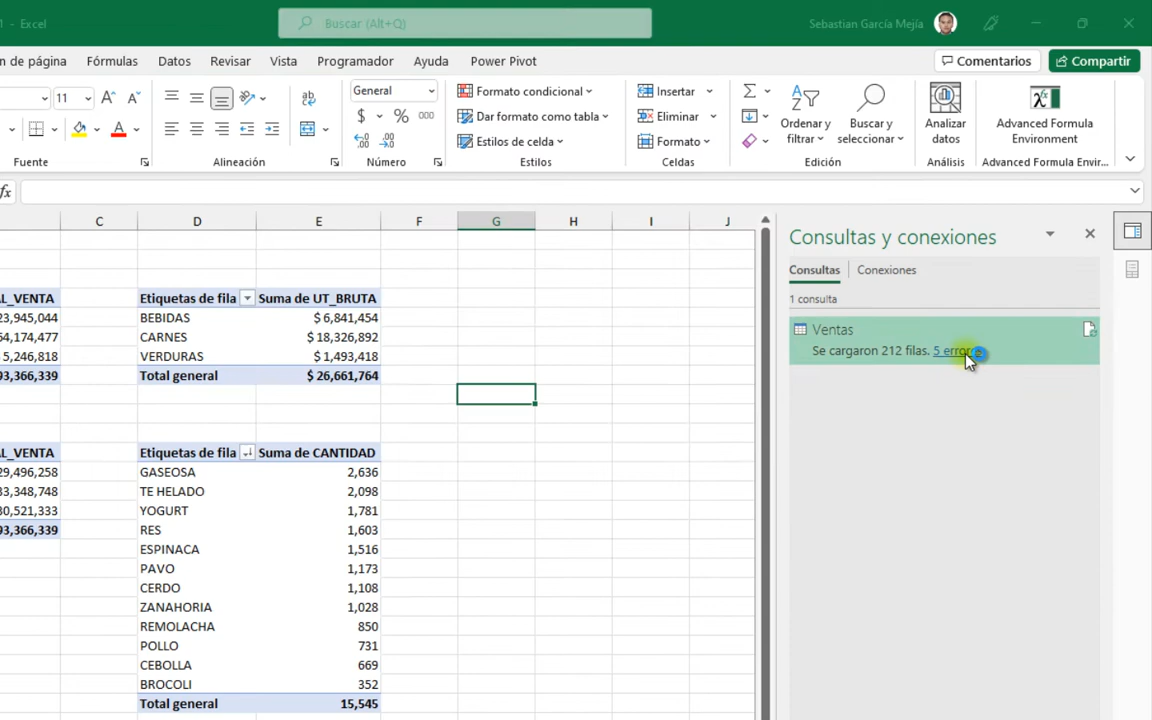 1 - Excel
Buscar (Alt+Q)
Sebastian García Mejía
n de página Fórmulas Datos Revisar Vista Programador Ayuda Power Pivot
Comentarios Compartir
11 A A ab General Formato condicional Insertar Σ
$ % 000 Dar formato como tabla Eliminar
Estilos de celda Formato
Ordenar y filtrar
Buscar y seleccionar
Analizar datos
Advanced Formula Environment
Fuente Alineación Número Estilos Celdas Edición Análisis Advanced Formula Envir...
fx
C D E F G H I J
AL_VENTA Etiquetas de fila Suma de UT_BRUTA
23,945,044 BEBIDAS $ 6,841,454
64,174,477 CARNES $ 18,326,892
5,246,818 VERDURAS $ 1,493,418
93,366,339 Total general $ 26,661,764
AL_VENTA Etiquetas de fila Suma de CANTIDAD
29,496,258 GASEOSA 2,636
33,348,748 TE HELADO 2,098
30,521,333 YOGURT 1,781
93,366,339 RES 1,603
ESPINACA 1,516
PAVO 1,173
CERDO 1,108
ZANAHORIA 1,028
REMOLACHA 850
POLLO 731
CEBOLLA 669
BROCOLI 352
Total general 15,545
Consultas y conexiones
Consultas Conexiones
1 consulta
Ventas
Se cargaron 212 filas. 5 errores